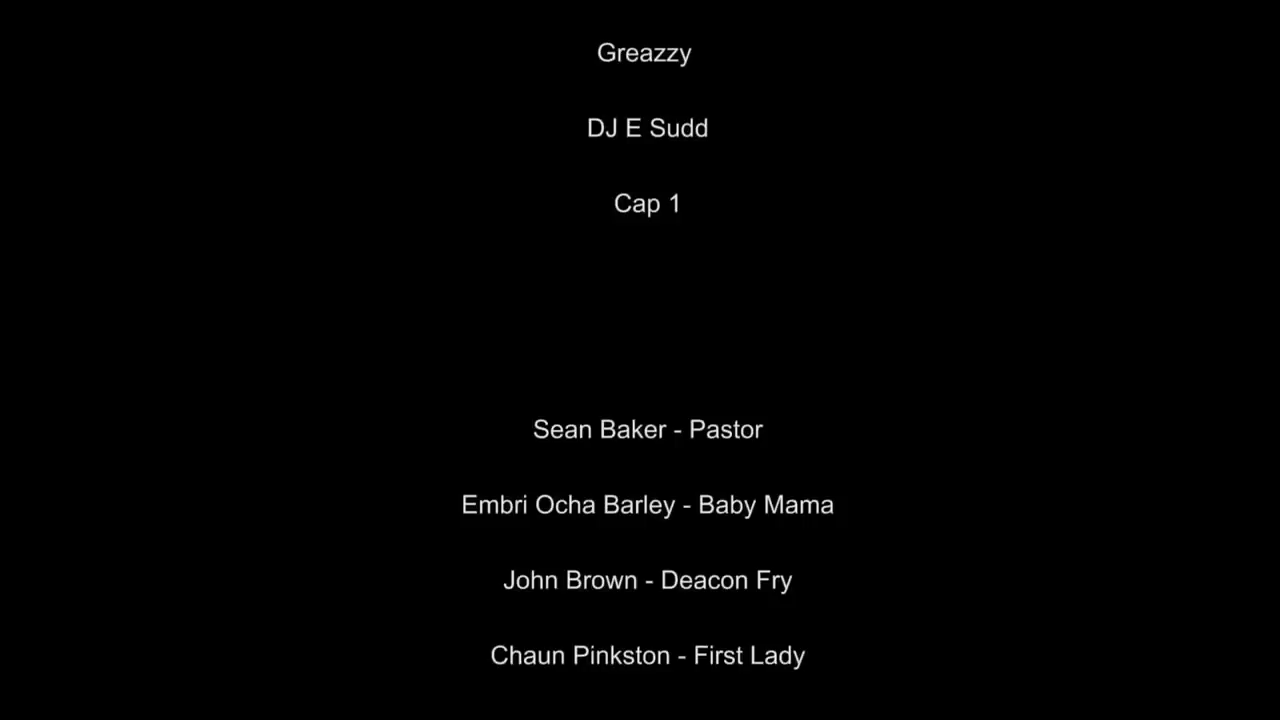 Greazzy
DJ E Sudd
Cap 1
Sean Baker - Pastor
Embri Ocha Barley - Baby Mama
John Brown - Deacon Fry
Chaun Pinkston - First Lady